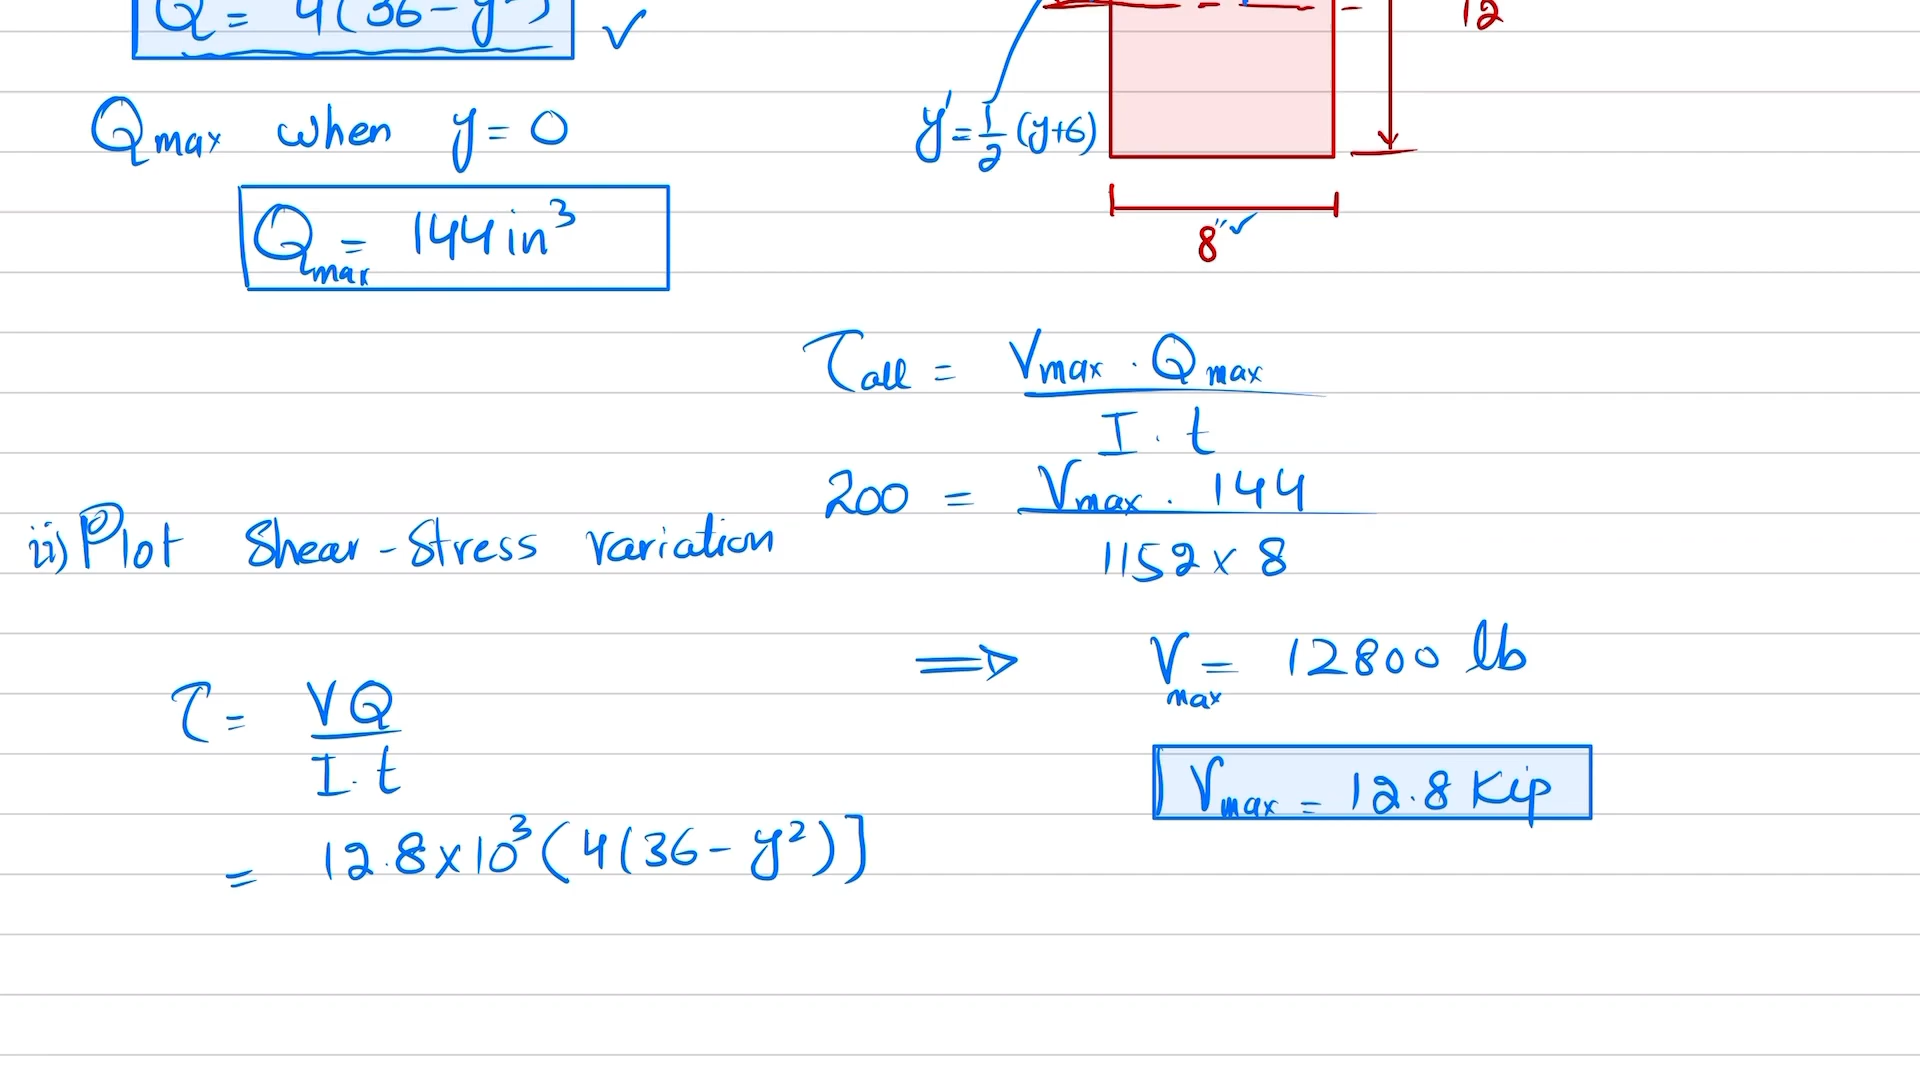 Q = 4(36-y²)
✓
12
Qmax when y=0
y'=1/2 (y+6)
Qmax = 144 in³
8"✓
τall = Vmax . Qmax / I . t
200 = Vmax . 144 / 1152 x 8
ii) Plot Shear-Stress variation
⇒ Vmax = 12800 lb
τ = VQ / I.t
Vmax = 12.8 Kip
= 12.8x10³(4(36-y²)]